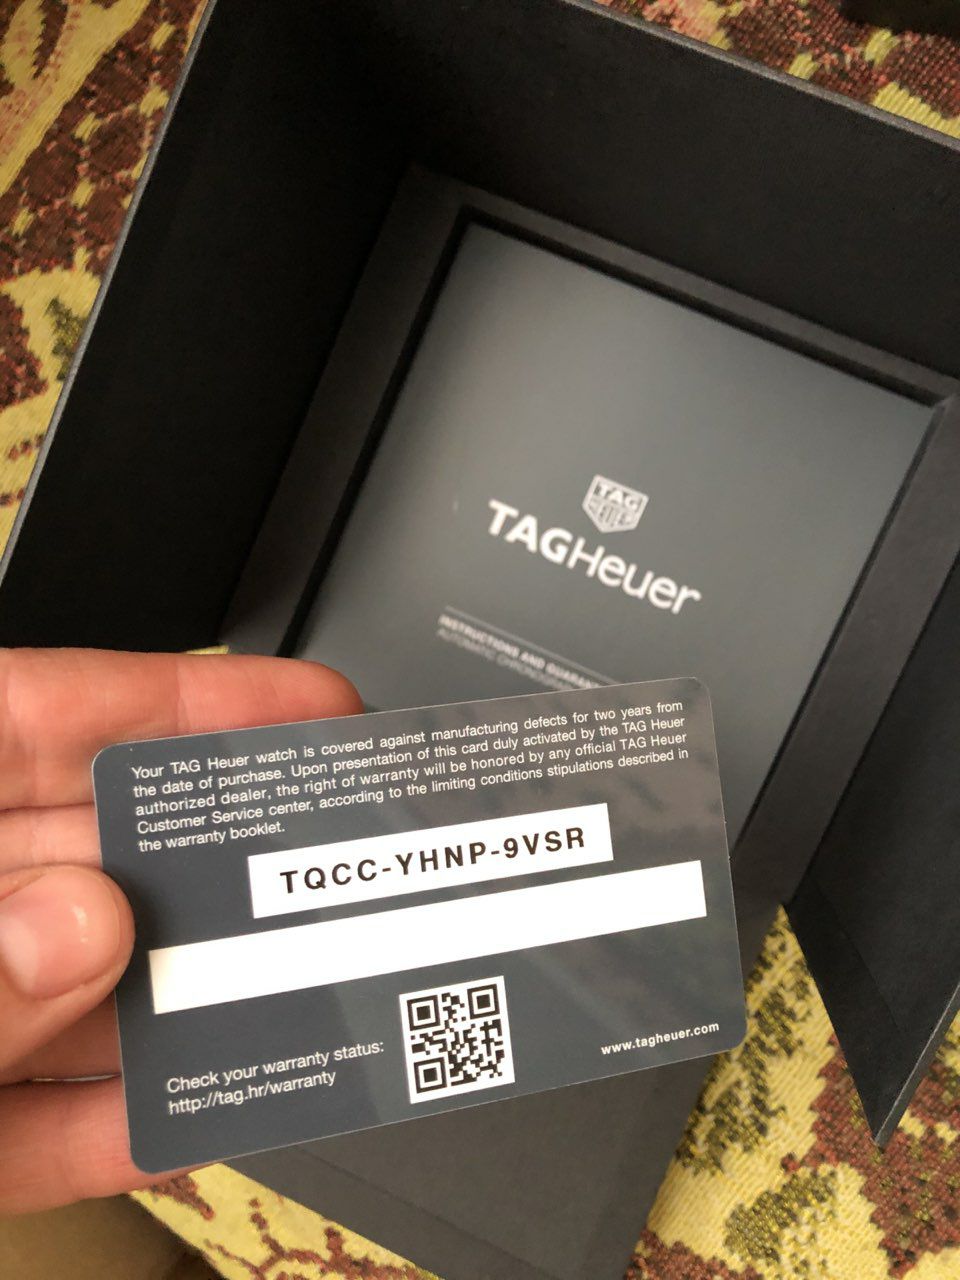 TAG
HEUER
TAGHeuer
INSTRUCTIONS AND
AUTOMATIC
Your TAG Heuer watch is covered against manufacturing defects for two years from
the date of purchase. Upon presentation of this card duly activated by the TAG Heuer
authorized dealer, the right of warranty will be honored by any official TAG Heuer
Customer Service center, according to the limiting conditions stipulations described in
the warranty booklet.
TQCC-YHNP-9VSR
Check your warranty status:
http://tag.hr/warranty
www.tagheuer.com